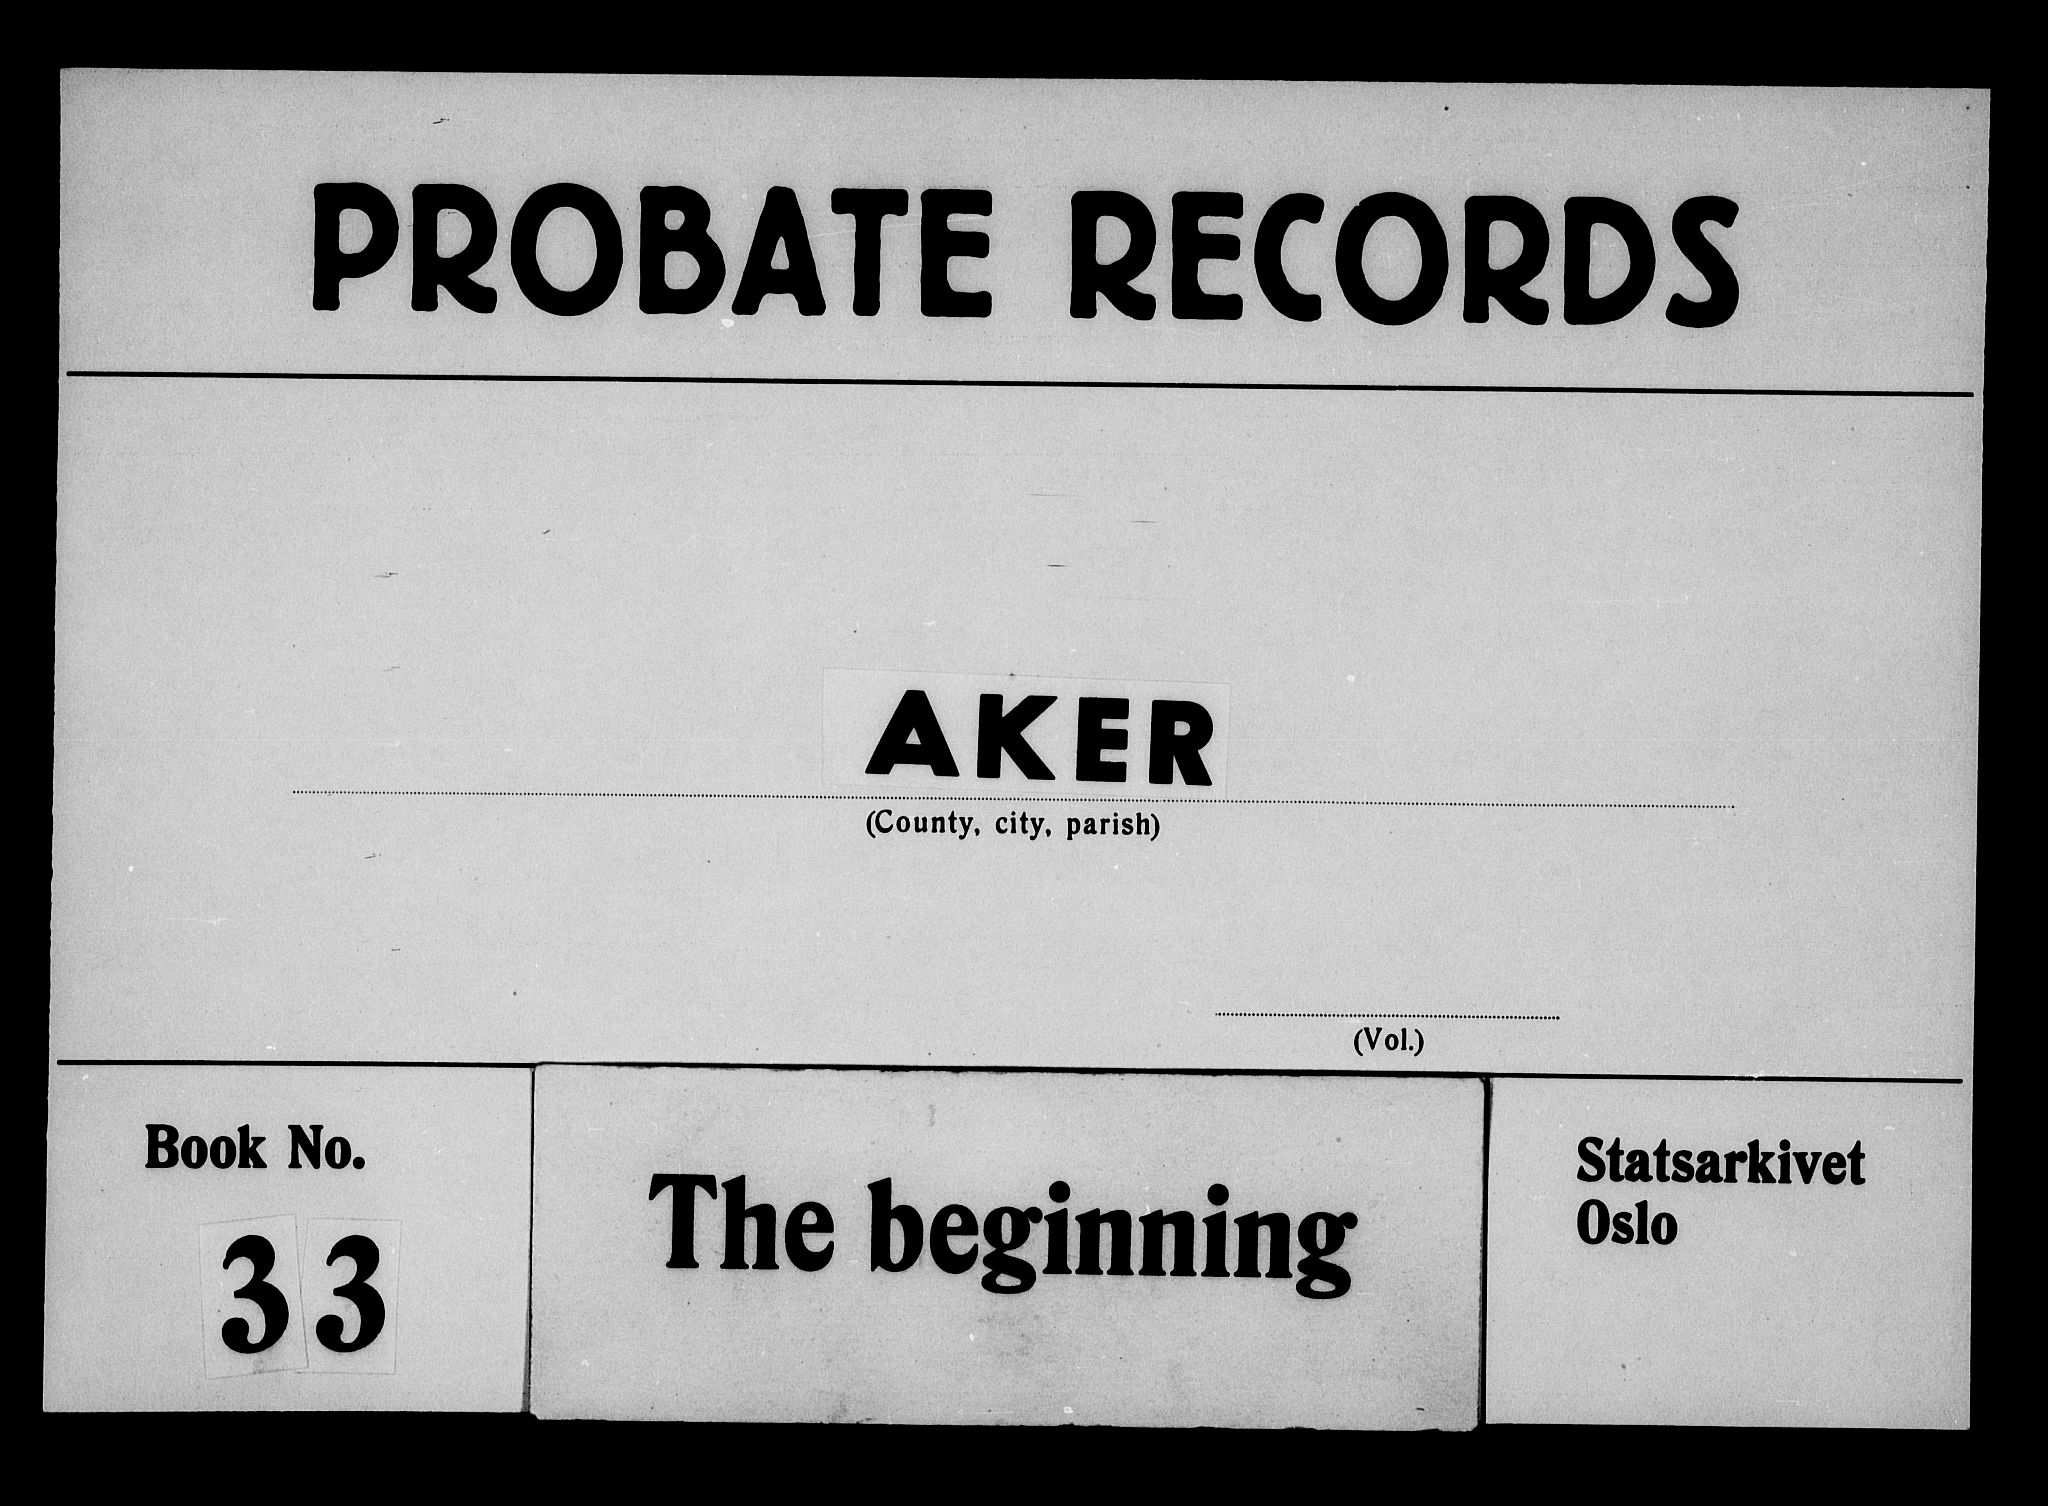 PROBATE RECORDS
AKER
(County, city, parish)
(Vol.)
Book No.
33
The beginning
Statsarkivet
Oslo